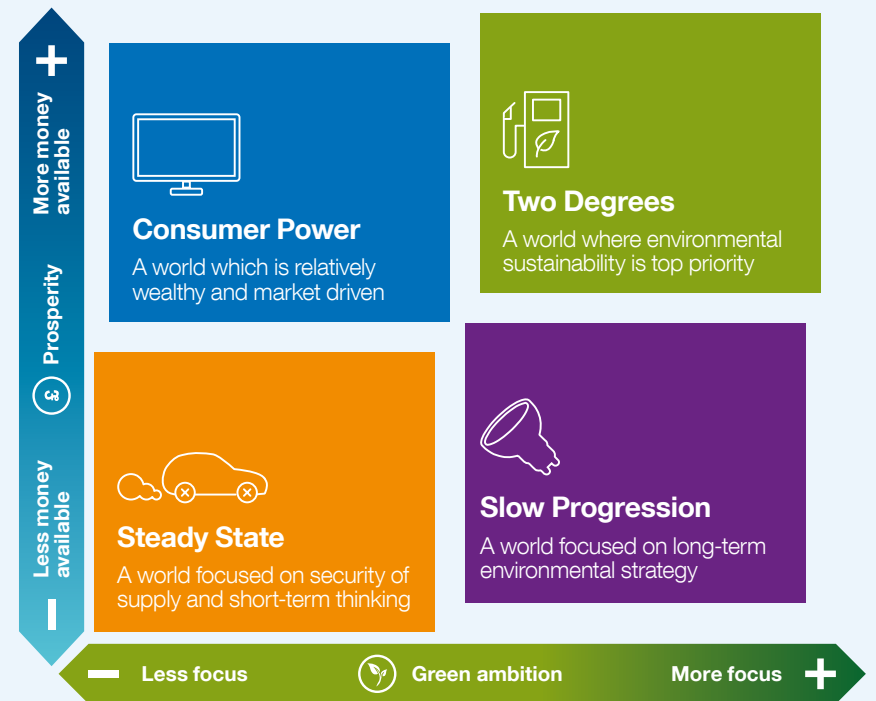 +
More money
available
Prosperity
£
Less money
available
−
Consumer Power
A world which is relatively
wealthy and market driven
Two Degrees
A world where environmental
sustainability is top priority
Steady State
A world focused on security of
supply and short-term thinking
Slow Progression
A world focused on long-term
environmental strategy
− Less focus
Green ambition
More focus +